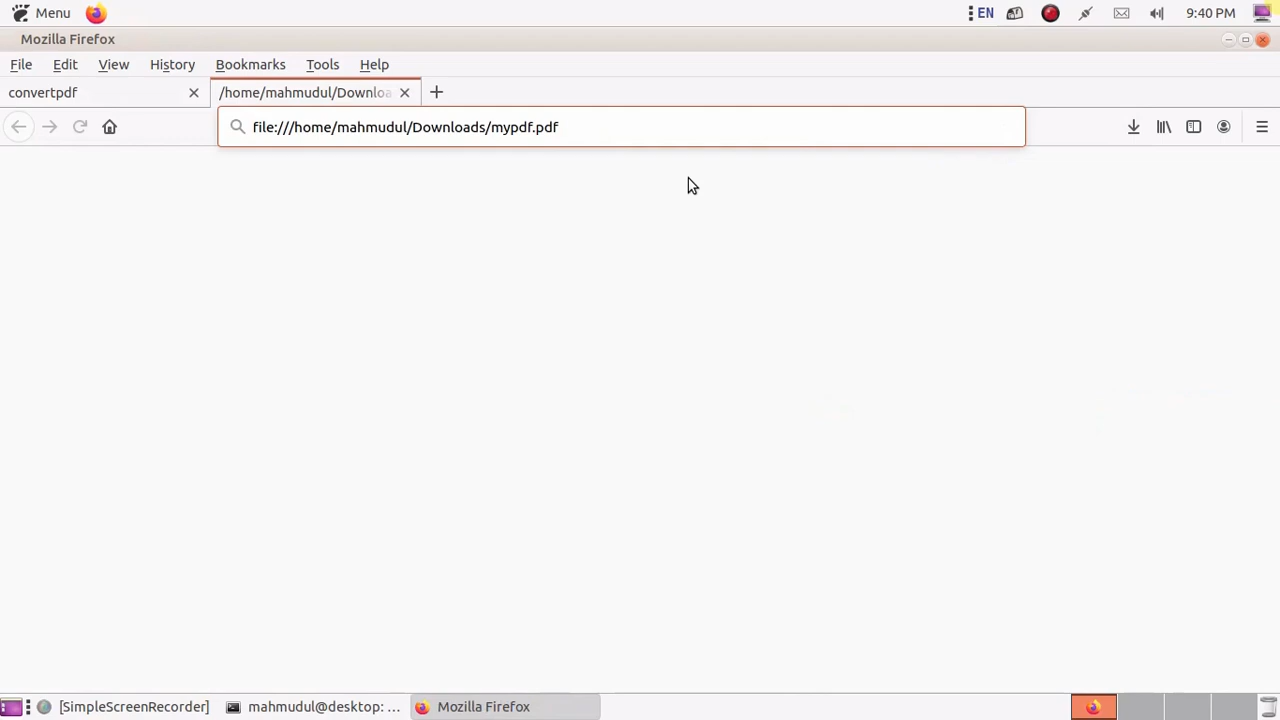 Menu
EN
9:40 PM
Mozilla Firefox
File Edit View History Bookmarks Tools Help
convertpdf
/home/mahmudul/Downloa
file:///home/mahmudul/Downloads/mypdf.pdf
[SimpleScreenRecorder]
mahmudul@desktop: ...
Mozilla Firefox